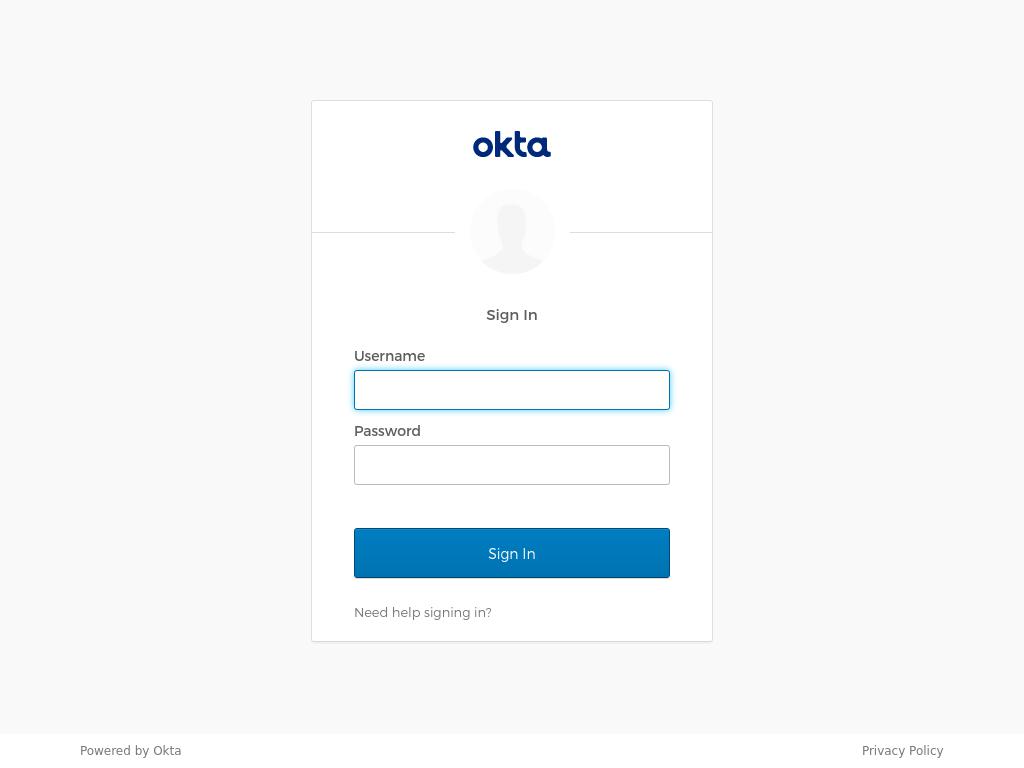 okta
Sign In
Username
Password
Sign In
Need help signing in?
Powered by Okta
Privacy Policy